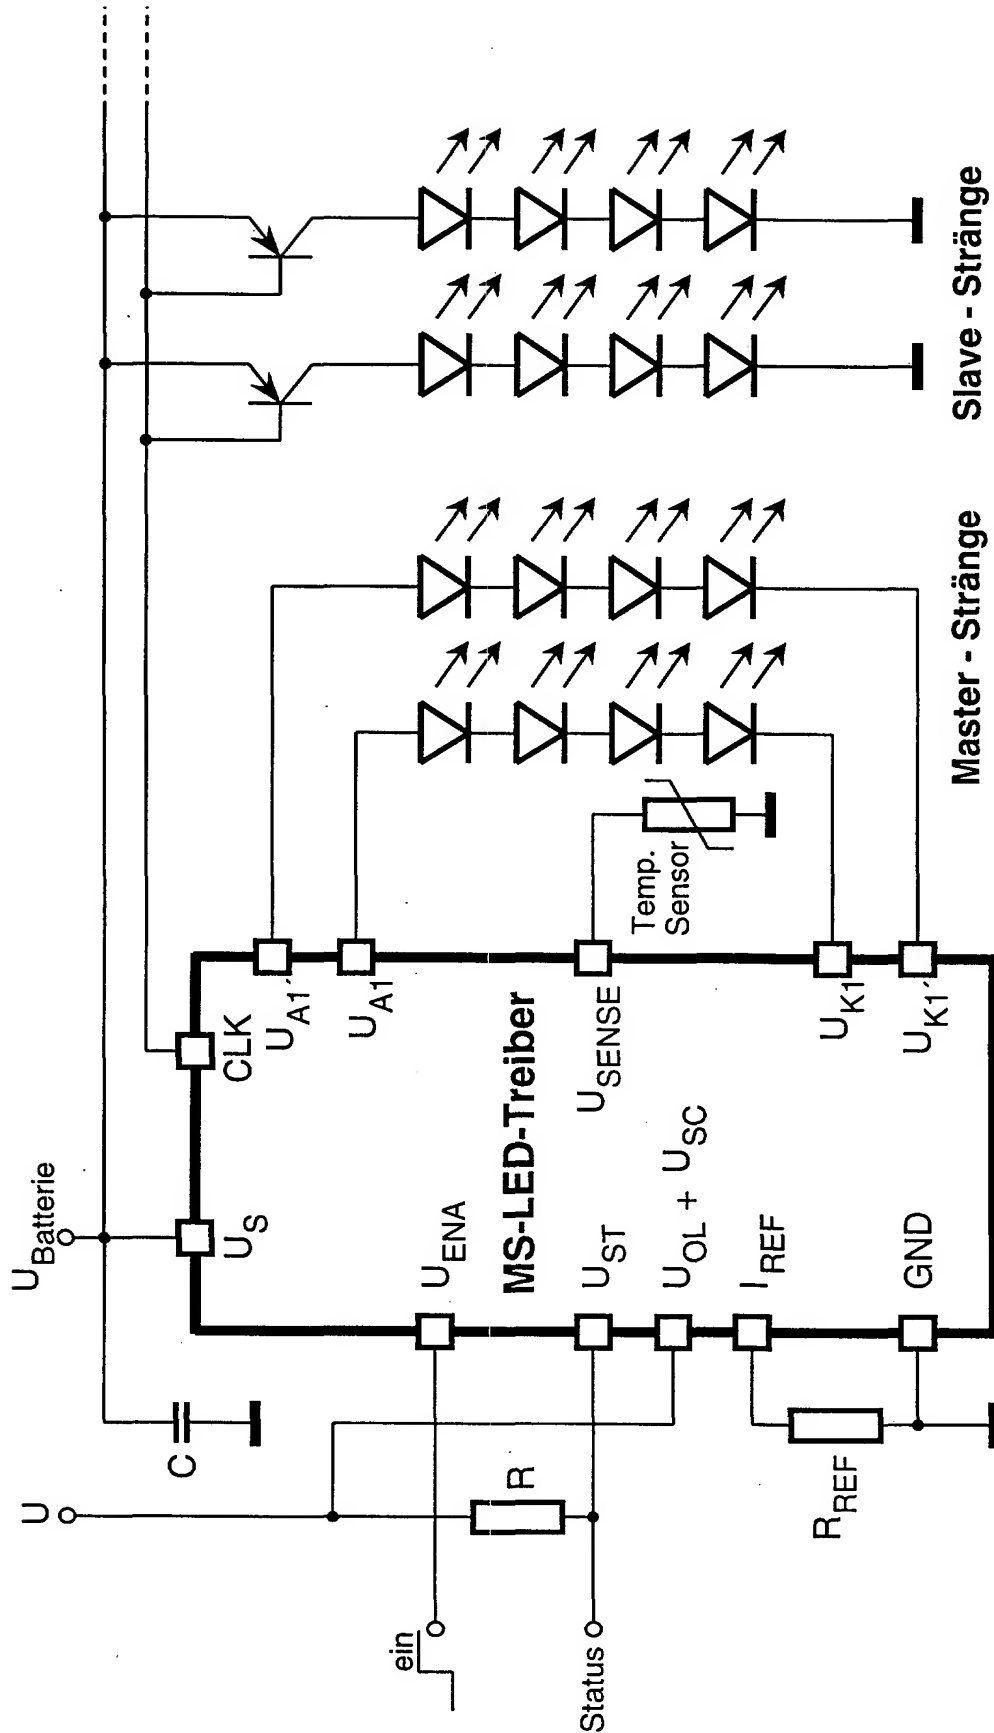 U
U_Batterie
C
U_S
CLK
U_A1´
U_A1
ein
U_ENA
MS-LED-Treiber
R
Status
U_ST
U_SENSE
Temp.
Sensor
U_OL + U_SC
I_REF
R_REF
GND
U_K1
U_K1´
Master - Stränge
Slave - Stränge